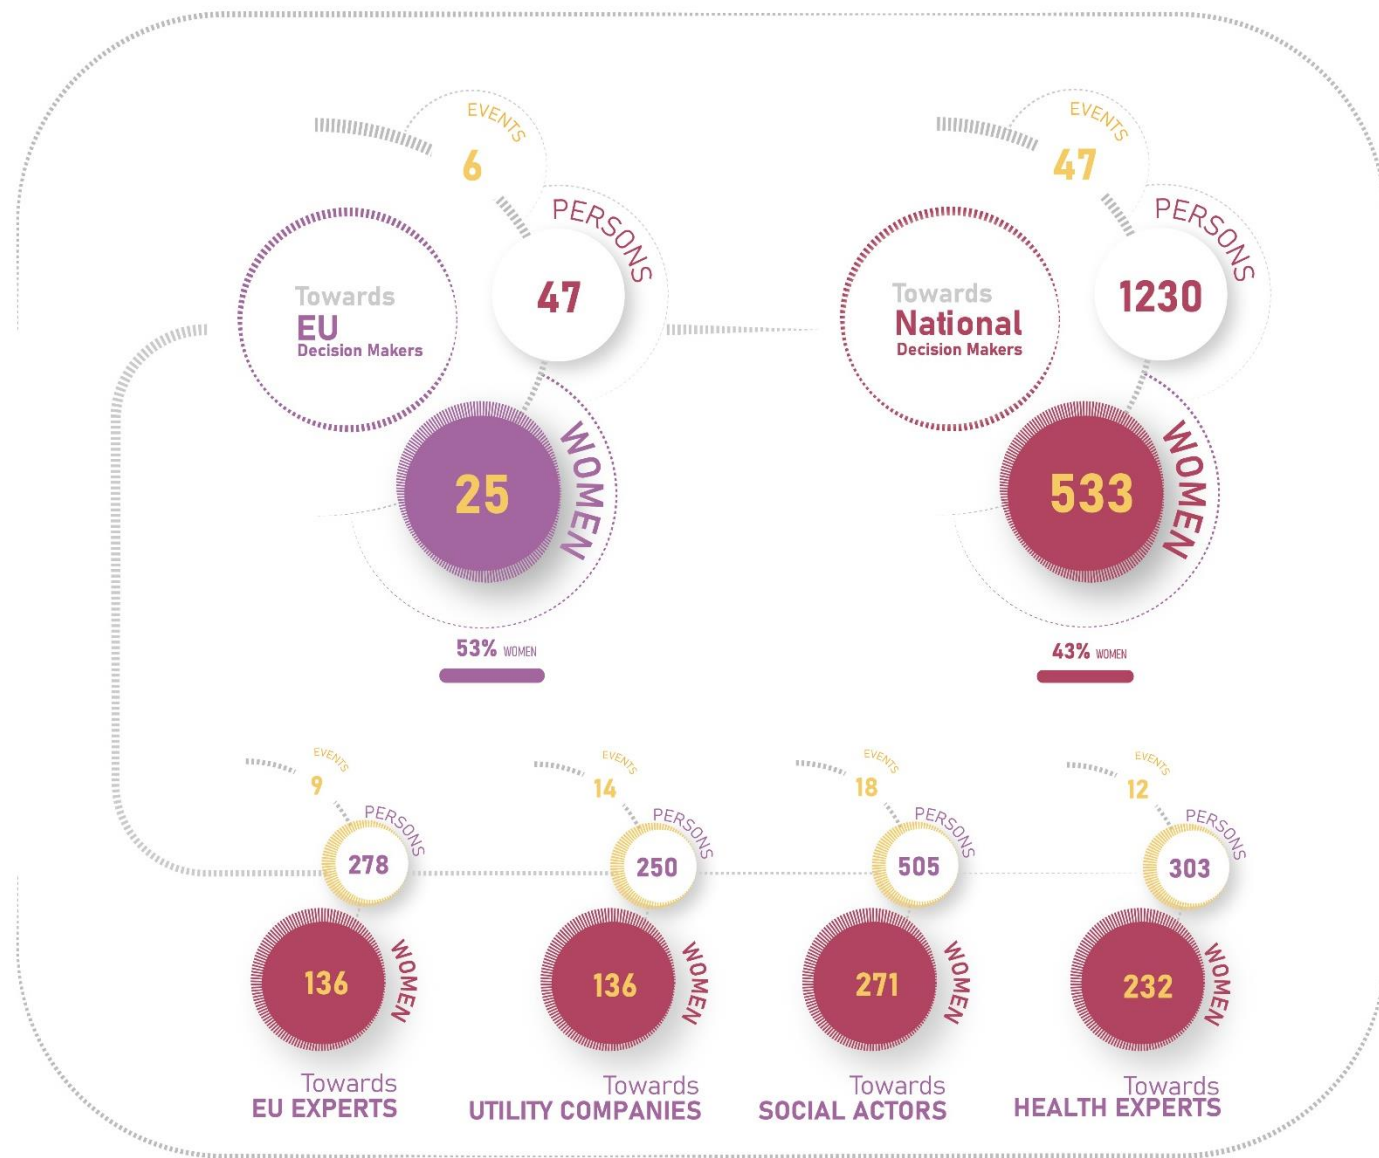 EVENTS
6
PERSONS
47
Towards
EU
Decision Makers
25
WOMEN
53% WOMEN
EVENTS
47
PERSONS
1230
Towards
National
Decision Makers
533
WOMEN
43% WOMEN
EVENTS
9
PERSONS
278
136
WOMEN
Towards
EU EXPERTS
EVENTS
14
PERSONS
250
136
WOMEN
Towards
UTILITY COMPANIES
EVENTS
18
PERSONS
505
271
WOMEN
Towards
SOCIAL ACTORS
EVENTS
12
PERSONS
303
232
WOMEN
Towards
HEALTH EXPERTS